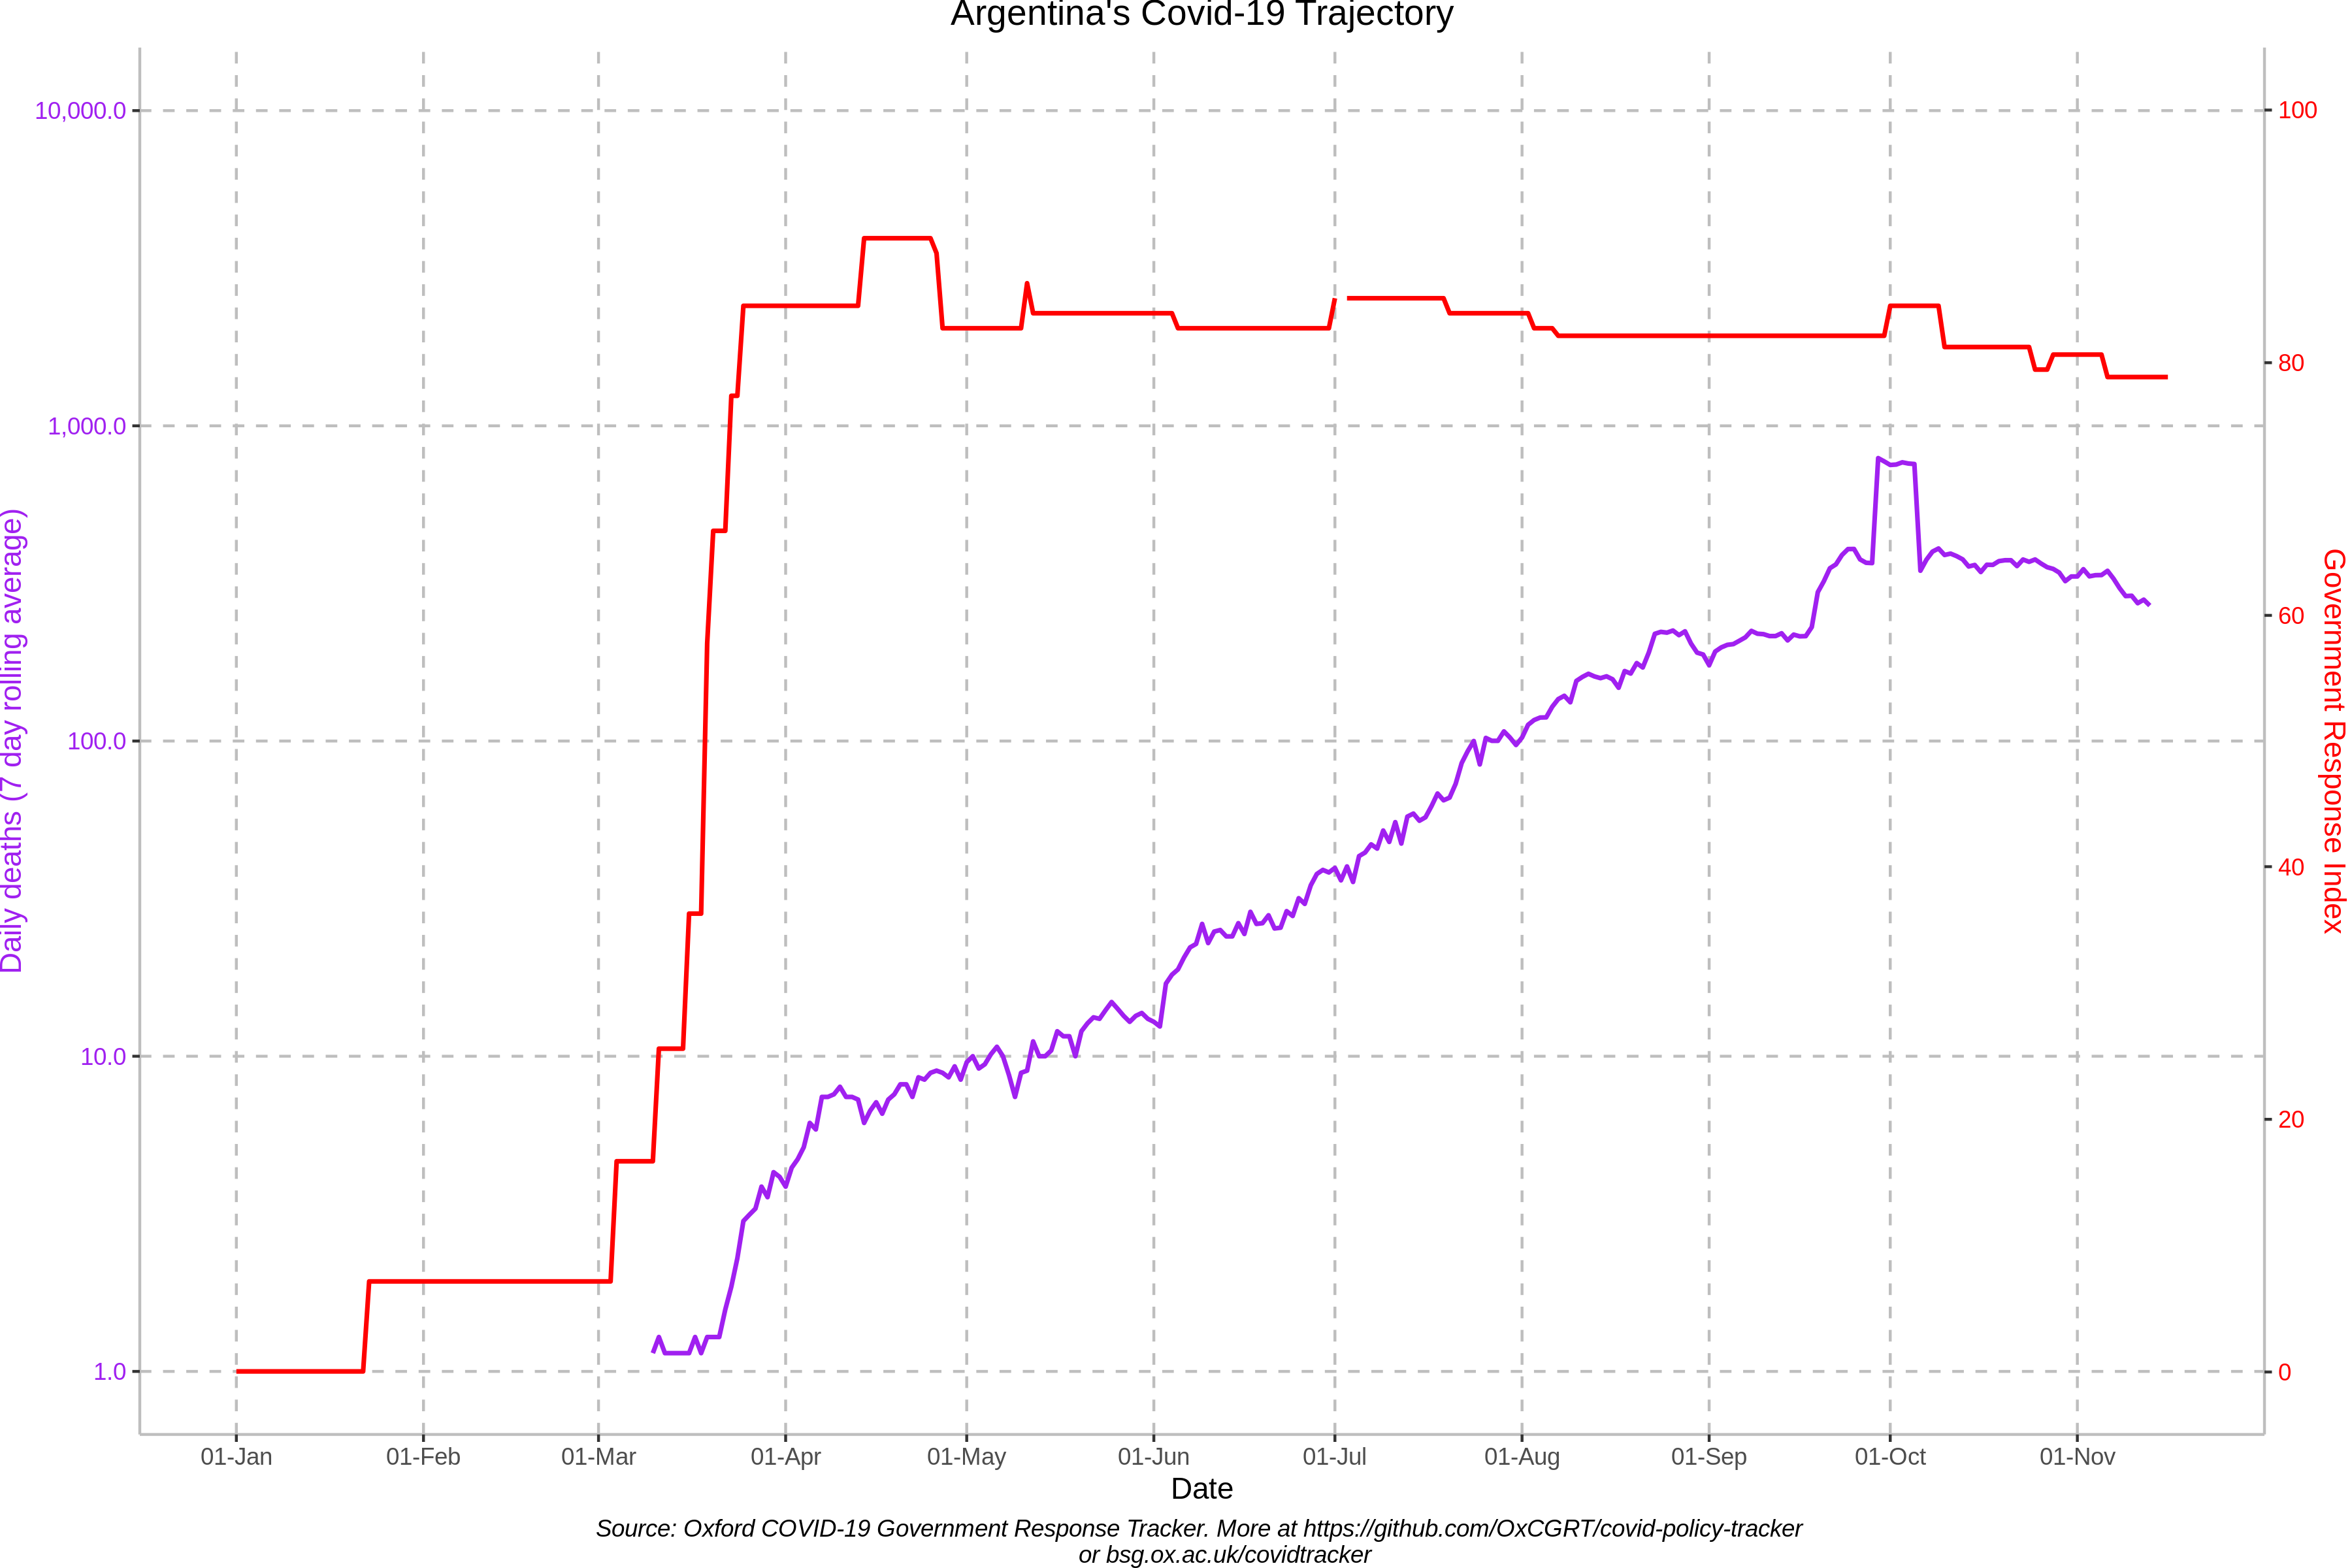 Argentina's Covid-19 Trajectory
10,000.0
1,000.0
100.0
10.0
1.0
Daily deaths (7 day rolling average)
100
80
60
40
20
0
Government Response Index
01-Jan
01-Feb
01-Mar
01-Apr
01-May
01-Jun
01-Jul
01-Aug
01-Sep
01-Oct
01-Nov
Date
Source: Oxford COVID-19 Government Response Tracker. More at https://github.com/OxCGRT/covid-policy-tracker
or bsg.ox.ac.uk/covidtracker